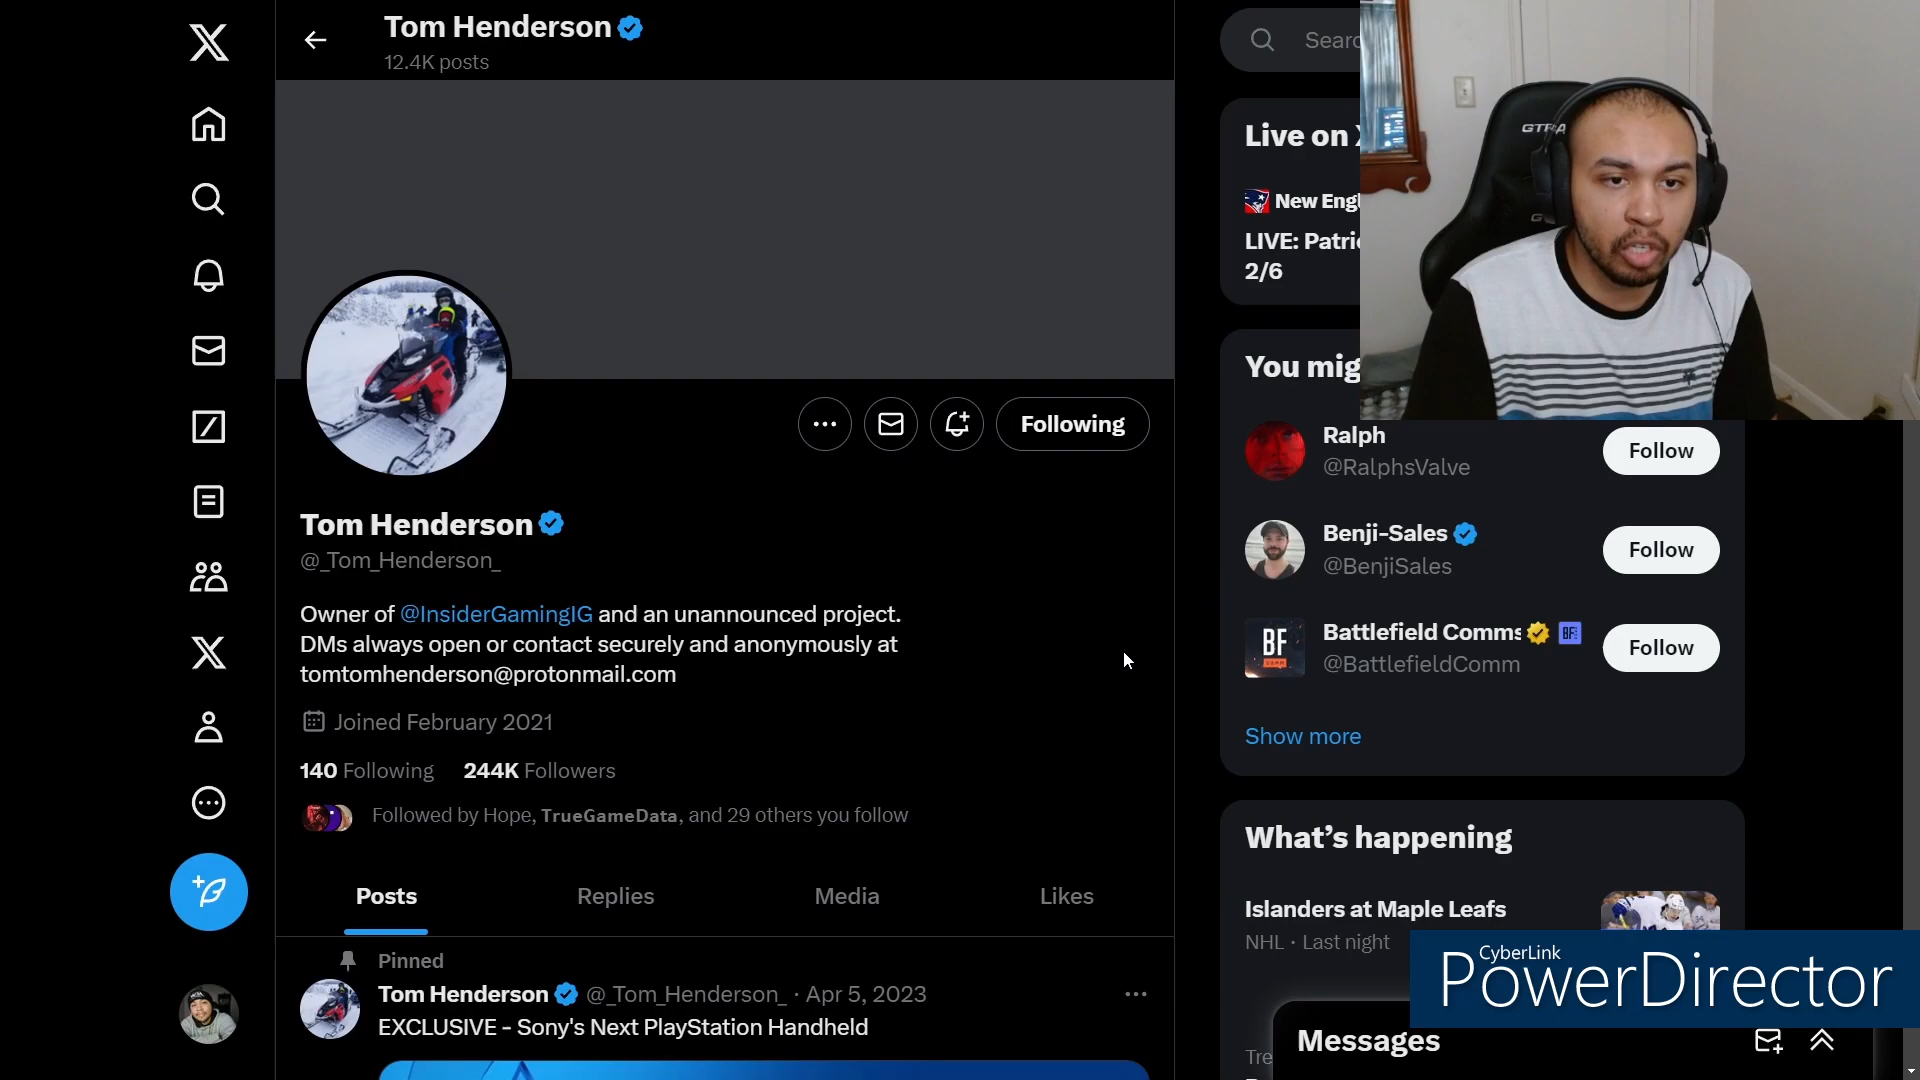 Tom Henderson
12.4K posts
Following
Tom Henderson
@_Tom_Henderson_
Owner of @InsiderGamingIG and an unannounced project.
DMs always open or contact securely and anonymously at
tomtomhenderson@protonmail.com
Joined February 2021
140 Following 244K Followers
Followed by Hope, TrueGameData, and 29 others you follow
Posts Replies Media Likes
Pinned
Tom Henderson @_Tom_Henderson_ · Apr 5, 2023
EXCLUSIVE - Sony's Next PlayStation Handheld
Live on
New Engl
LIVE: Patri
2/6
You mig
Ralph
@RalphsValve
Follow
Benji-Sales
@BenjiSales
Follow
BF
Battlefield Comms
BF
@BattlefieldComm
Follow
Show more
What's happening
Islanders at Maple Leafs
NHL · Last night
CyberLink
PowerDirector
Messages
Tre